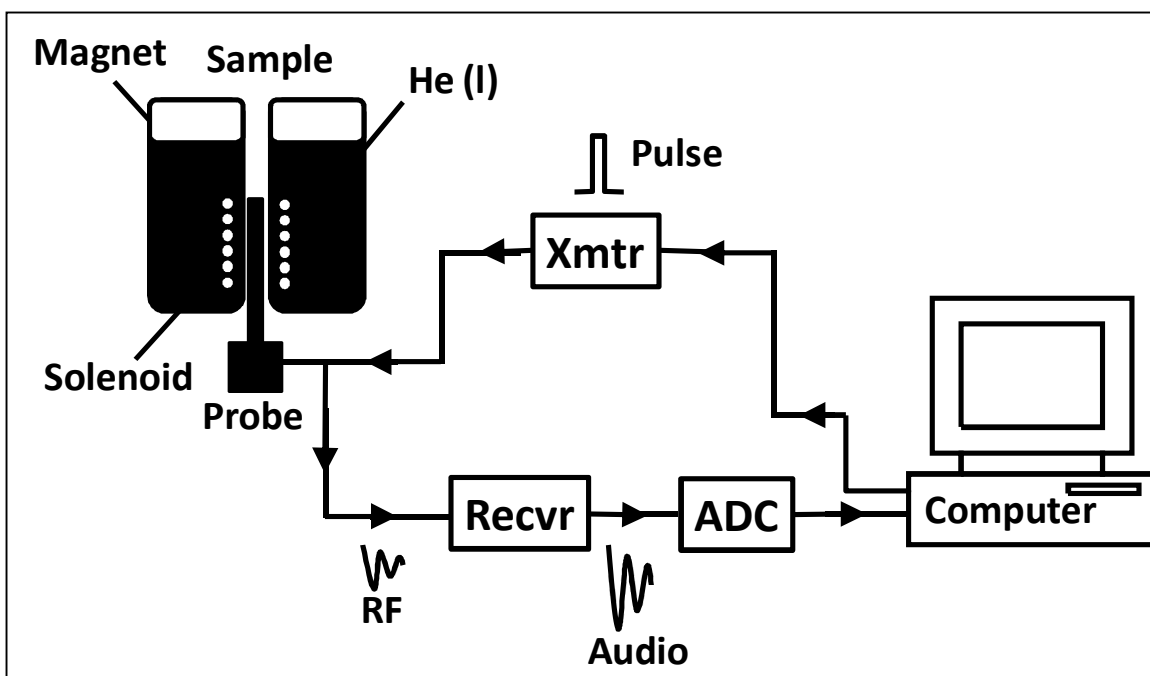 Magnet
Sample
He (l)
Pulse
Xmtr
Solenoid
Probe
Recvr
ADC
Computer
RF
Audio